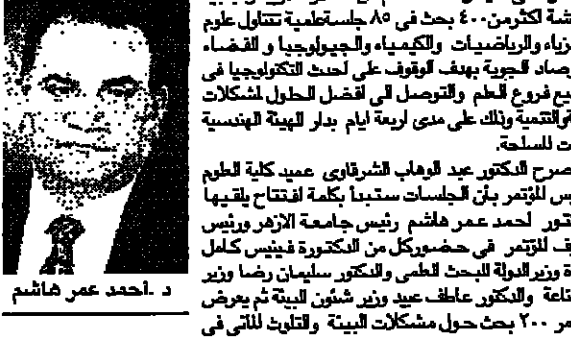 شة اكثر من ٤٠٠ بحث فى ٨٥ جلسة علمية تتناول علوم
زياء والرياضيات والكيمياء والجيولوجيا و الفضاء
رصاد الجوية بهدف الوقوف على احدث التكنولوجيا فى
يع فروع العلم والتوصل الى افضل الحلول لمشكلات
والتنمية وذلك على مدى اربعة ايام بدار الهيئة الهندسية
ت المسلحة.
صرح الدكتور عبد الوهاب الشرقاوى عميد كلية العلوم
يس المؤتمر بأن الجلسات ستبدأ بكلمة افتتاح يلقيها
تور احمد عمر هاشم رئيس جامعة الازهر ورئيس
ف المؤتمر فى حضور كل من الدكتورة فينيس كامل
ة وزير الدولة للبحث العلمى والدكتور سليمان رضا وزير
ناعة والدكتور عاطف عبيد وزير شئون البيئة ثم يعرض
مر ٢٠٠ بحث حول مشكلات البيئة والتلوث المائى فى
د .احمد عمر هاشم